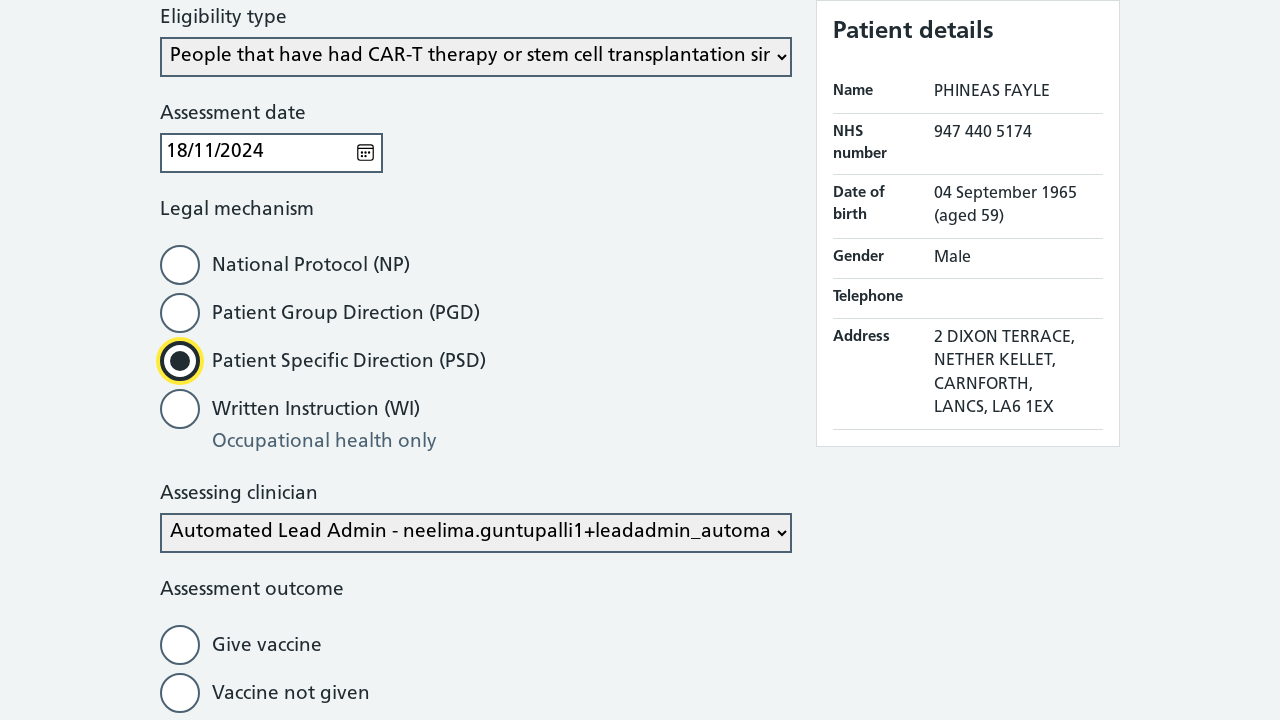 Eligibility type
People that have had CAR-T therapy or stem cell transplantation sin
Assessment date
18/11/2024
Legal mechanism
National Protocol (NP)
Patient Group Direction (PGD)
Patient Specific Direction (PSD)
Written Instruction (WI)
Occupational health only
Assessing clinician
Automated Lead Admin - neelima.guntupalli1+leadadmin_automa
Assessment outcome
Give vaccine
Vaccine not given
Patient details
Name PHINEAS FAYLE
NHS number 947 440 5174
Date of birth 04 September 1965
(aged 59)
Gender Male
Telephone
Address 2 DIXON TERRACE,
NETHER KELLET,
CARNFORTH,
LANCS, LA6 1EX